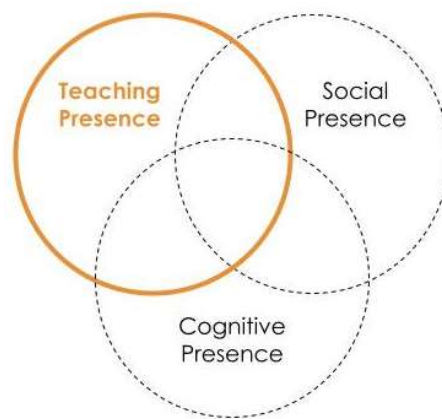 Teaching
Presence
Social
Presence
Cognitive
Presence